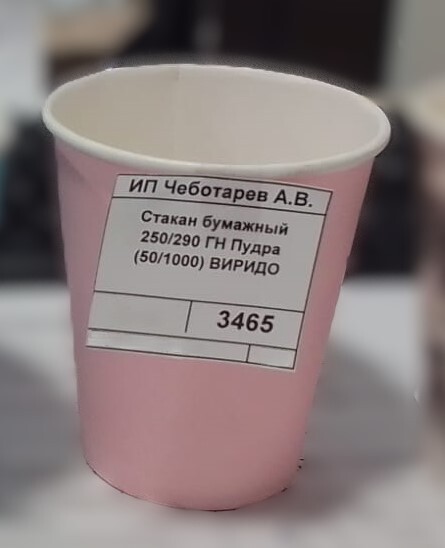 ИП Чеботарев А.В.
Стакан бумажный
250/290 ГН Пудра
(50/1000) ВИРИДО
3465